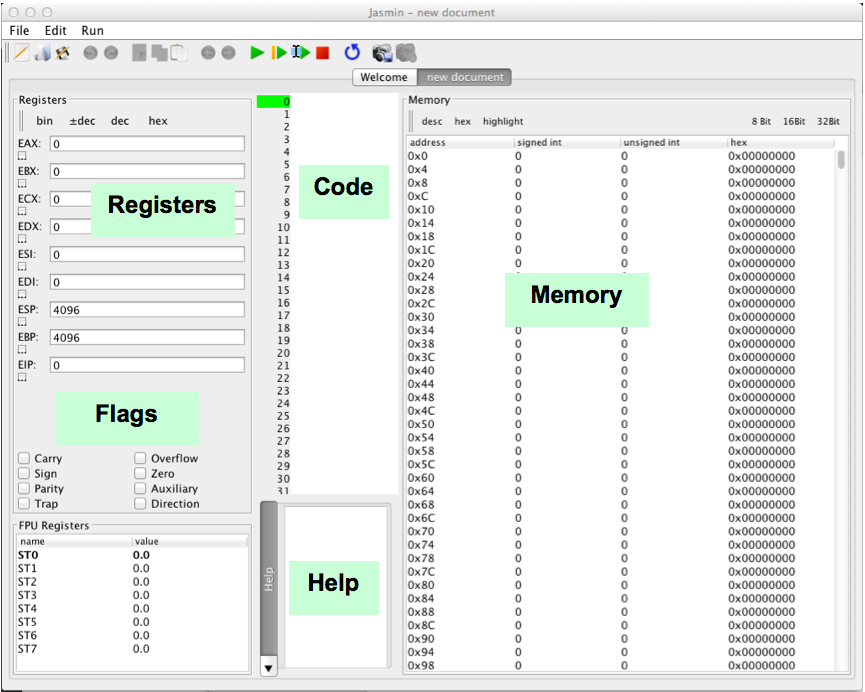 Jasmin – new document
File Edit Run
Welcome new document
Registers
bin ±dec dec hex
EAX: 0
EBX: 0
ECX: 0
EDX: 0
ESI: 0
EDI: 0
ESP: 4096
EBP: 4096
EIP: 0
Registers
Flags
Carry Overflow
Sign Zero
Parity Auxiliary
Trap Direction
FPU Registers
name value
ST0 0.0
ST1 0.0
ST2 0.0
ST3 0.0
ST4 0.0
ST5 0.0
ST6 0.0
ST7 0.0
0
1
2
3
4
5
6
7
8
9
10
11
12
13
14
15
16
17
18
19
20
21
22
23
24
25
26
27
28
29
30
31
Code
Help
Help
Memory
desc hex highlight 8 Bit 16Bit 32Bit
address signed int unsigned int hex
0x0 0 0 0x00000000
0x4 0 0 0x00000000
0x8 0 0 0x00000000
0xC 0 0 0x00000000
0x10 0 0 0x00000000
0x14 0 0 0x00000000
0x18 0 0 0x00000000
0x1C 0 0 0x00000000
0x20 0 0 0x00000000
0x24 0 0 0x00000000
0x28 0x00000000
0x2C 0x00000000
0x30 0x00000000
0x34 0 0 0x00000000
0x38 0 0 0x00000000
0x3C 0 0 0x00000000
0x40 0 0 0x00000000
0x44 0 0 0x00000000
0x48 0 0 0x00000000
0x4C 0 0 0x00000000
0x50 0 0 0x00000000
0x54 0 0 0x00000000
0x58 0 0 0x00000000
0x5C 0 0 0x00000000
0x60 0 0 0x00000000
0x64 0 0 0x00000000
0x68 0 0 0x00000000
0x6C 0 0 0x00000000
0x70 0 0 0x00000000
0x74 0 0 0x00000000
0x78 0 0 0x00000000
0x7C 0 0 0x00000000
0x80 0 0 0x00000000
0x84 0 0 0x00000000
0x88 0 0 0x00000000
0x8C 0 0 0x00000000
0x90 0 0 0x00000000
0x94 0 0 0x00000000
0x98 0 0 0x00000000
Memory